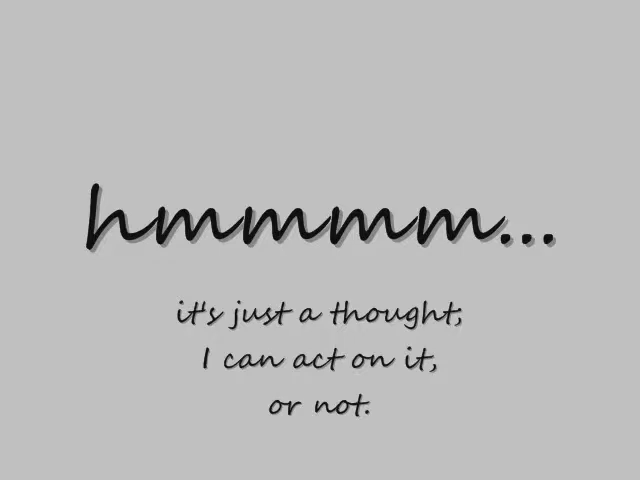 hmmmm...
it's just a thought;
I can act on it,
or not.